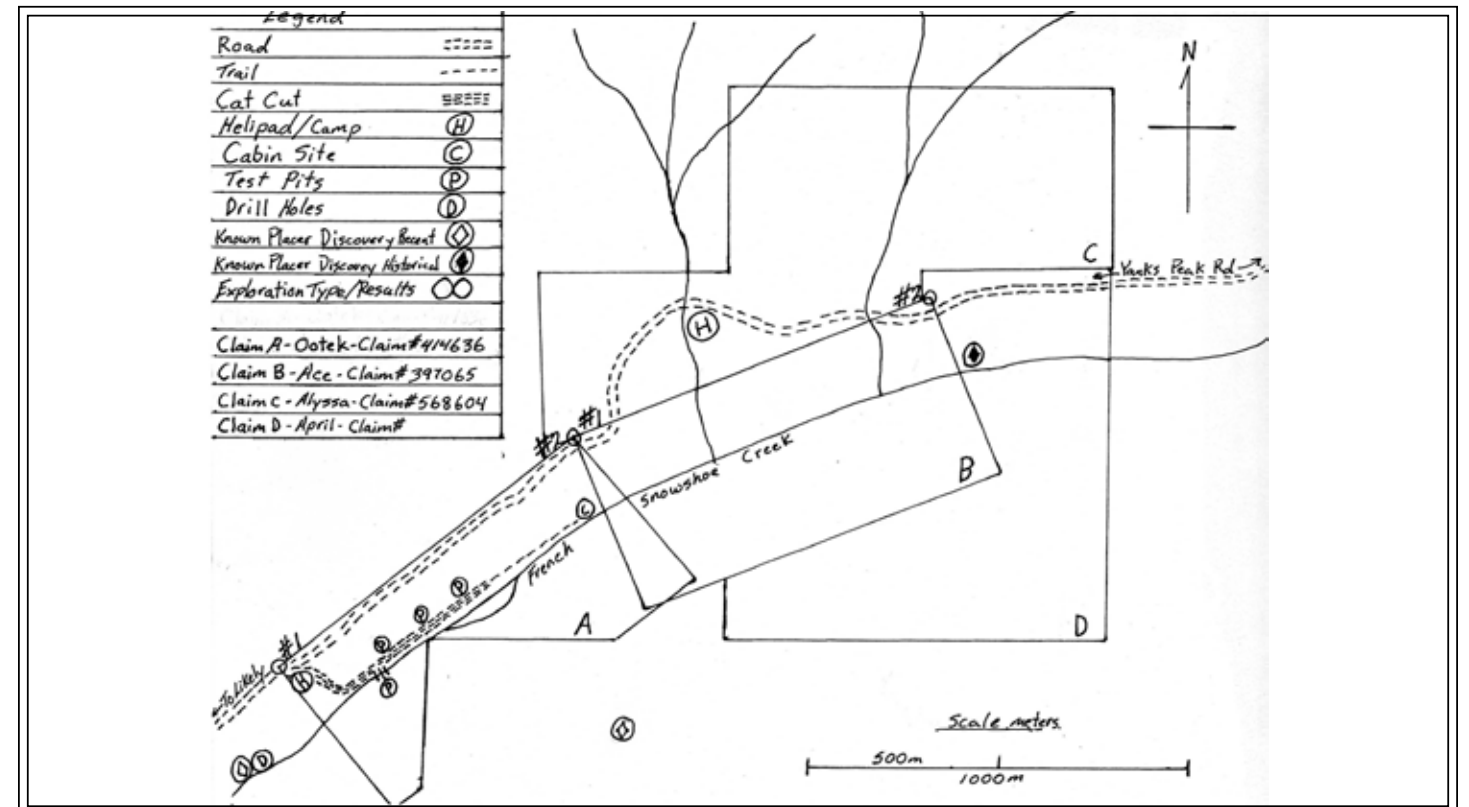 Legend
Road
Trail
Cat Cut
Helipad/Camp H
Cabin Site C
Test Pits P
Drill Holes D
Known Placer Discovery Recent
Known Placer Discovery Historical
Exploration Type/Results
Claim A-Ootek-Claim#414636
Claim B-Ace-Claim#397065
Claim C-Alyssa-Claim#568604
Claim D-April-Claim#
N
C
Yanks Peak Rd
#2
H
#2 #1
Snowshoe Creek
B
C
French
P
P
P
A
D
#1
H
P
To Likely
D
Scale meters
500m
1000m